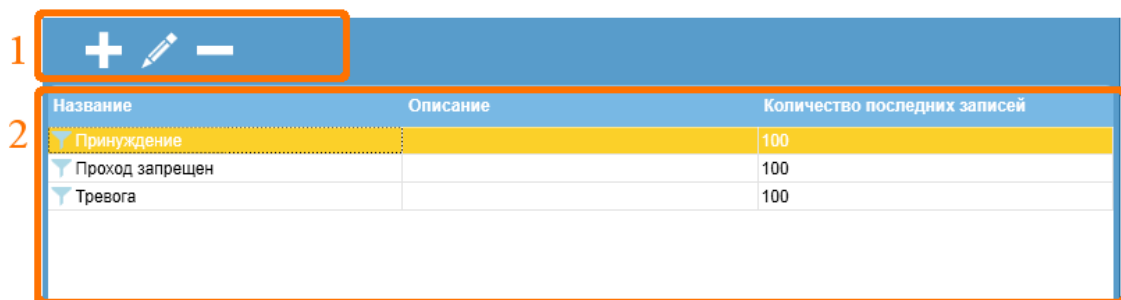 1
2
Название Описание Количество последних записей
Принуждение 100
Проход запрещен 100
Тревога 100